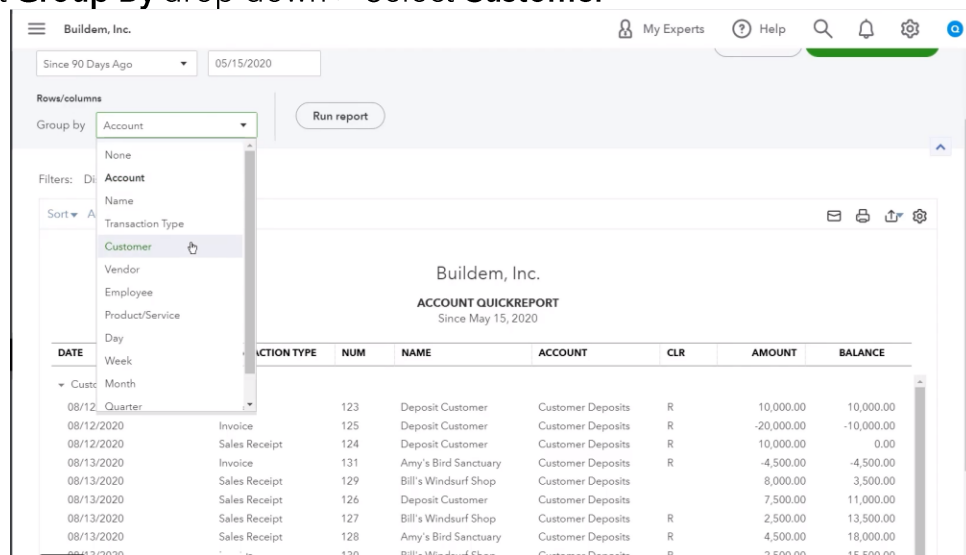 Group By drop-down > select Customer
Buildem, Inc. My Experts Help
Since 90 Days Ago 05/15/2020
Rows/columns
Group by Account Run report
None
Filters: Di Account
Name
Sort A Transaction Type
Customer
Vendor
Buildem, Inc.
Employee
ACCOUNT QUICKREPORT
Product/Service
Since May 15, 2020
Day
DATE ACTION TYPE NUM NAME ACCOUNT CLR AMOUNT BALANCE
Week
Custo Month
08/12 Quarter 123 Deposit Customer Customer Deposits R 10,000.00 10,000.00
08/12/2020 Invoice 125 Deposit Customer Customer Deposits R -20,000.00 -10,000.00
08/12/2020 Sales Receipt 124 Deposit Customer Customer Deposits R 10,000.00 0.00
08/13/2020 Invoice 131 Amy's Bird Sanctuary Customer Deposits R -4,500.00 -4,500.00
08/13/2020 Sales Receipt 129 Bill's Windsurf Shop Customer Deposits 8,000.00 3,500.00
08/13/2020 Sales Receipt 126 Deposit Customer Customer Deposits 7,500.00 11,000.00
08/13/2020 Sales Receipt 127 Bill's Windsurf Shop Customer Deposits R 2,500.00 13,500.00
08/13/2020 Sales Receipt 128 Amy's Bird Sanctuary Customer Deposits R 4,500.00 18,000.00